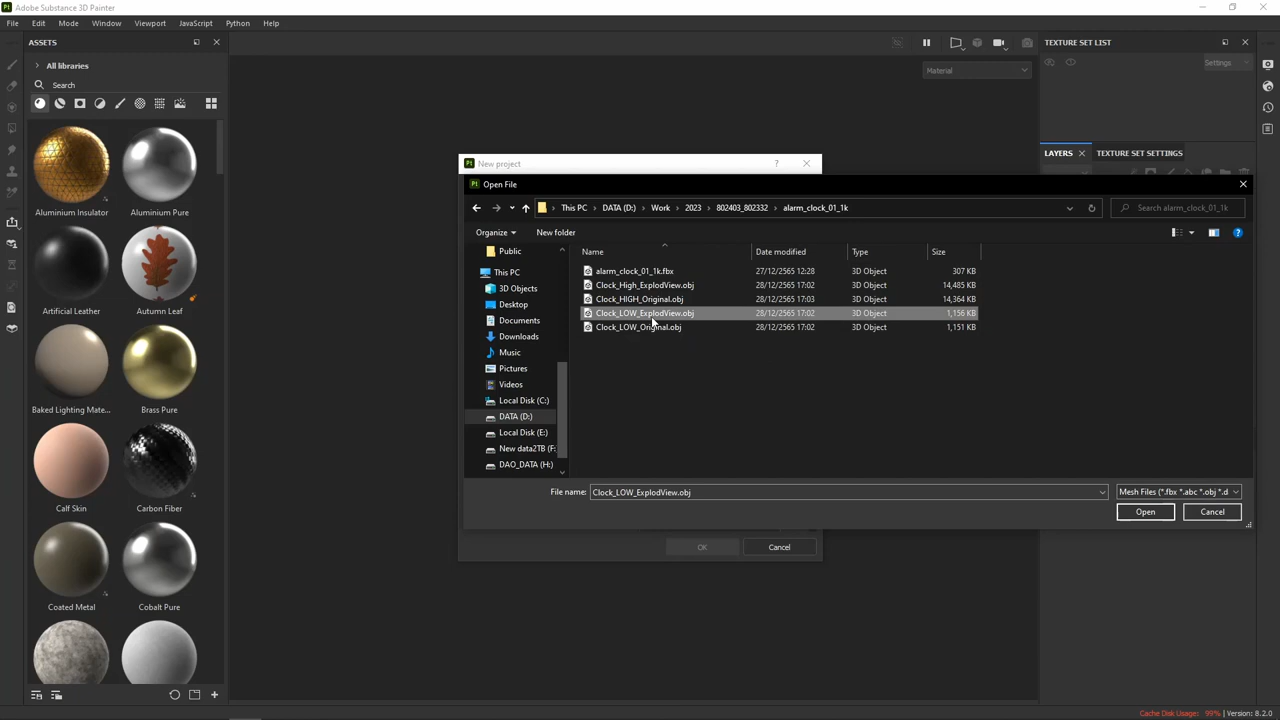 Adobe Substance 3D Painter
File Edit Mode Window Viewport JavaScript Python Help
ASSETS
All libraries
Search
Aluminium Insulator
Aluminium Pure
Artificial Leather
Autumn Leaf
Baked Lighting Mate...
Brass Pure
Calf Skin
Carbon Fiber
Coated Metal
Cobalt Pure
Material
TEXTURE SET LIST
Settings
LAYERS
TEXTURE SET SETTINGS
New project
?
Open File
This PC > DATA (D:) > Work > 2023 > 802403_802332 > alarm_clock_01_1k
Search alarm_clock_01_1k
Organize
New folder
Public
This PC
3D Objects
Desktop
Documents
Downloads
Music
Pictures
Videos
Local Disk (C:)
DATA (D:)
Local Disk (E:)
New data2TB (F:
DAO_DATA (H:)
Name Date modified Type Size
alarm_clock_01_1k.fbx 27/12/2565 12:28 3D Object 307 KB
Clock_High_ExplodView.obj 28/12/2565 17:02 3D Object 14,485 KB
Clock_HIGH_Original.obj 28/12/2565 17:03 3D Object 14,364 KB
Clock_LOW_ExplodView.obj 28/12/2565 17:02 3D Object 1,156 KB
Clock_LOW_Original.obj 28/12/2565 17:02 3D Object 1,151 KB
File name: Clock_LOW_ExplodView.obj
Mesh Files (*.fbx *.abc *.obj *.d
Open
Cancel
OK
Cancel
Cache Disk Usage: 99% | Version: 8.2.0